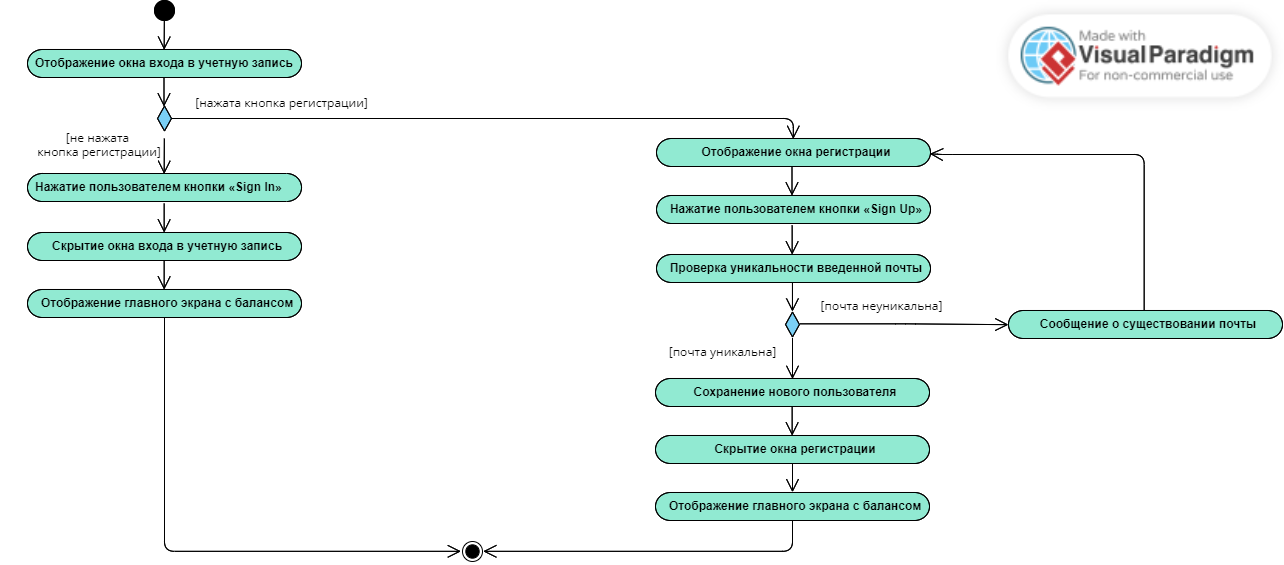 Made with
Visual Paradigm
For non-commercial use
Отображение окна входа в учетную запись
[нажата кнопка регистрации]
[не нажата
кнопка регистрации]
Нажатие пользователем кнопки «Sign In»
Скрытие окна входа в учетную запись
Отображение главного экрана с балансом
Отображение окна регистрации
Нажатие пользователем кнопки «Sign Up»
Проверка уникальности введенной почты
[почта неуникальна]
Сообщение о существовании почты
[почта уникальна]
Сохранение нового пользователя
Скрытие окна регистрации
Отображение главного экрана с балансом